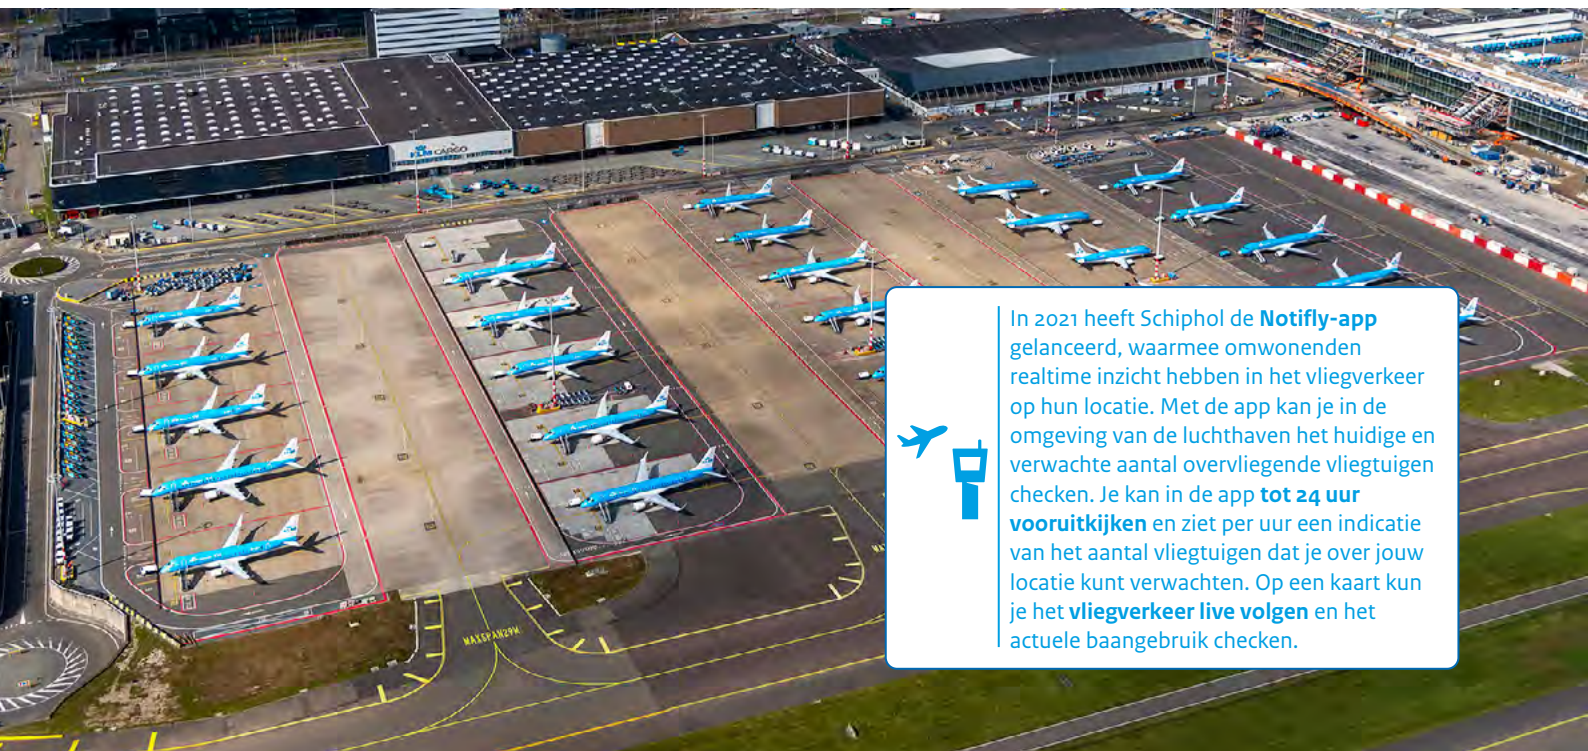 KLM CARGO
In 2021 heeft Schiphol de Notifly-app
gelanceerd, waarmee omwonenden
realtime inzicht hebben in het vliegverkeer
op hun locatie. Met de app kan je in de
omgeving van de luchthaven het huidige en
verwachte aantal overvliegende vliegtuigen
checken. Je kan in de app tot 24 uur
vooruitkijken en ziet per uur een indicatie
van het aantal vliegtuigen dat je over jouw
locatie kunt verwachten. Op een kaart kun
je het vliegverkeer live volgen en het
actuele baangebruik checken.
MAXSPAN29M